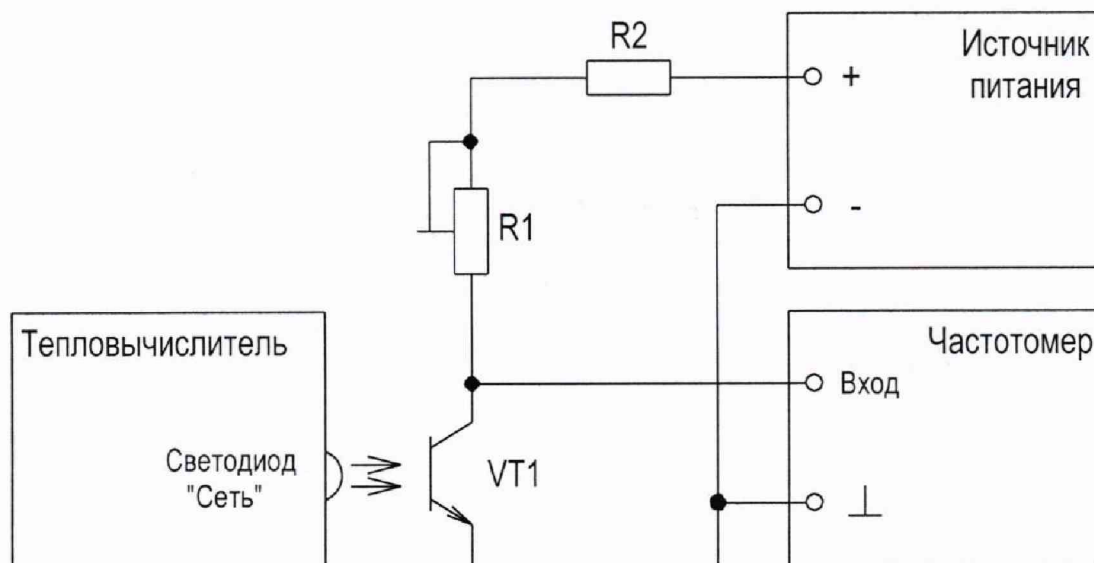 R2
Источник
питания
+
-
R1
Тепловычислитель
Частотомер
Вход
Светодиод
"Сеть"
VT1
⊥